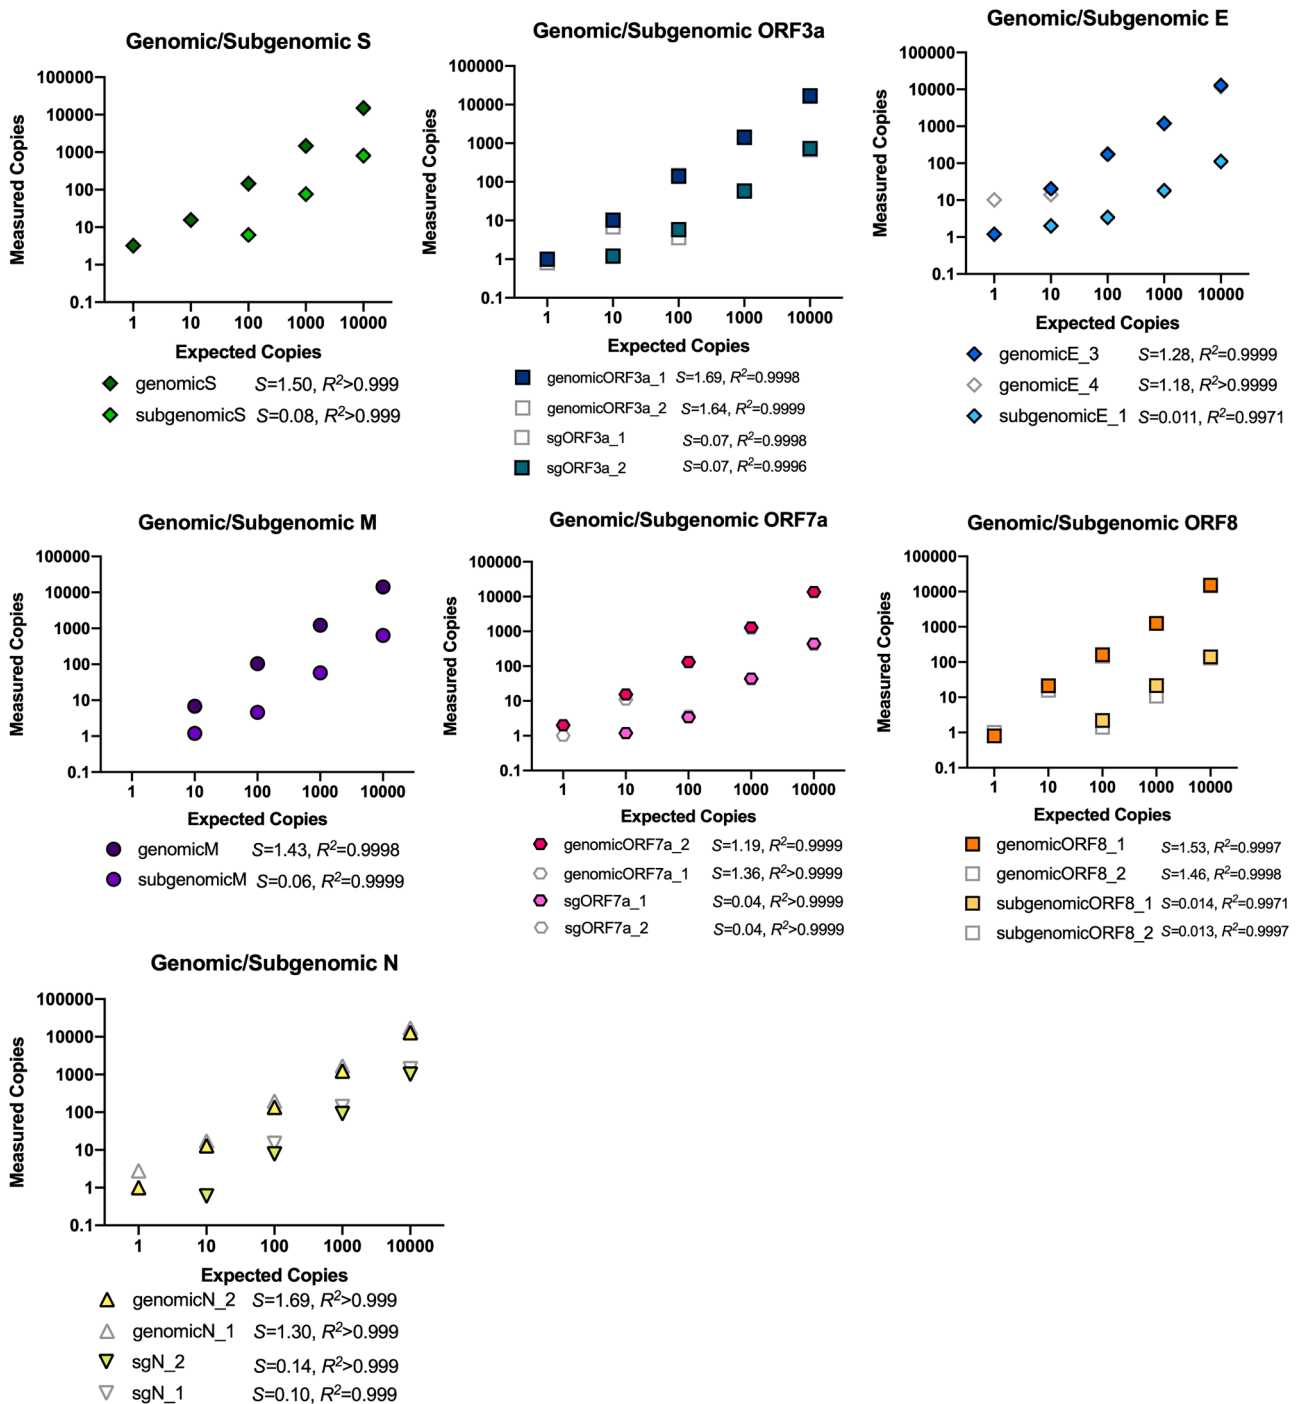 Genomic/Subgenomic S
Measured Copies
100000
10000
1000
100
10
1
0.1
1 10 100 1000 10000
Expected Copies
genomicS S=1.50, R²>0.999
subgenomicS S=0.08, R²>0.999
Genomic/Subgenomic ORF3a
Measured Copies
100000
10000
1000
100
10
1
0.1
1 10 100 1000 10000
Expected Copies
genomicORF3a_1 S=1.69, R²=0.9998
genomicORF3a_2 S=1.64, R²=0.9999
sgORF3a_1 S=0.07, R²=0.9998
sgORF3a_2 S=0.07, R²=0.9996
Genomic/Subgenomic E
Measured Copies
100000
10000
1000
100
10
1
0.1
1 10 100 1000 10000
Expected Copies
genomicE_3 S=1.28, R²=0.9999
genomicE_4 S=1.18, R²>0.9999
subgenomicE_1 S=0.011, R²=0.9971
Genomic/Subgenomic M
Measured Copies
100000
10000
1000
100
10
1
0.1
1 10 100 1000 10000
Expected Copies
genomicM S=1.43, R²=0.9998
subgenomicM S=0.06, R²=0.9999
Genomic/Subgenomic ORF7a
Measured Copies
100000
10000
1000
100
10
1
0.1
1 10 100 1000 10000
Expected Copies
genomicORF7a_2 S=1.19, R²=0.9999
genomicORF7a_1 S=1.36, R²>0.9999
sgORF7a_1 S=0.04, R²>0.9999
sgORF7a_2 S=0.04, R²>0.9999
Genomic/Subgenomic ORF8
Measured Copies
100000
10000
1000
100
10
1
0.1
1 10 100 1000 10000
Expected Copies
genomicORF8_1 S=1.53, R²=0.9997
genomicORF8_2 S=1.46, R²=0.9998
subgenomicORF8_1 S=0.014, R²=0.9971
subgenomicORF8_2 S=0.013, R²=0.9997
Genomic/Subgenomic N
Measured Copies
100000
10000
1000
100
10
1
0.1
1 10 100 1000 10000
Expected Copies
genomicN_2 S=1.69, R²>0.999
genomicN_1 S=1.30, R²>0.999
sgN_2 S=0.14, R²>0.999
sgN_1 S=0.10, R²=0.999